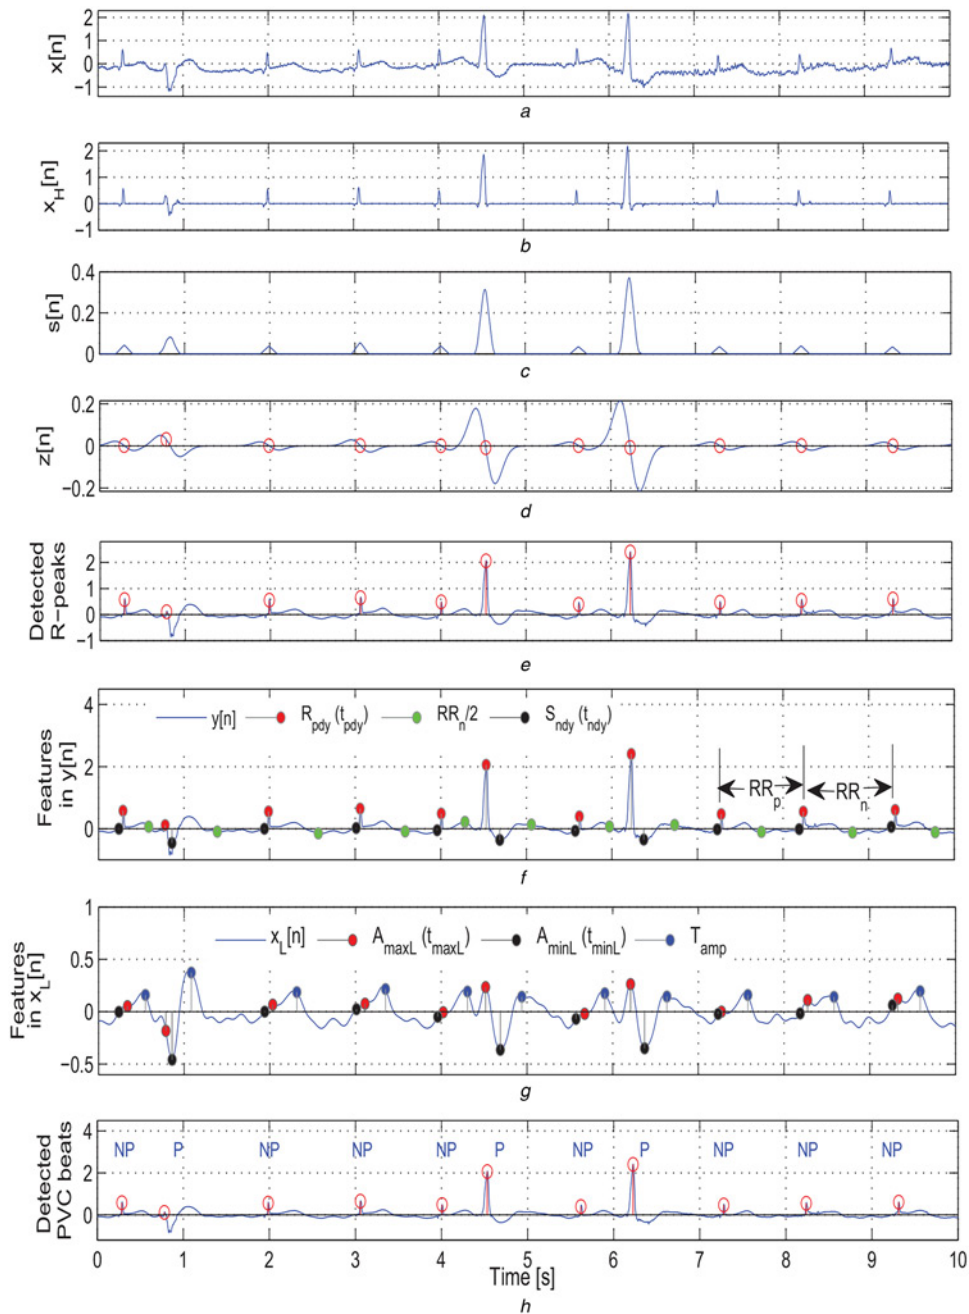 x[n]
2
1
0
−1
a
x_H[n]
2
1
0
−1
b
s[n]
0.4
0.2
0
c
z[n]
0.2
0
−0.2
d
Detected
R−peaks
2
1
0
−1
e
Features
in y[n]
4
2
0
y[n] R_pdy (t_pdy) RR_n/2 S_ndy (t_ndy)
RR_p RR_n
f
Features
in x_L[n]
1
0.5
0
−0.5
x_L[n] A_maxL (t_maxL) A_minL (t_minL) T_amp
g
Detected
PVC beats
4
2
0
NP P NP NP NP P NP P NP NP NP
0 1 2 3 4 5 6 7 8 9 10
Time [s]
h